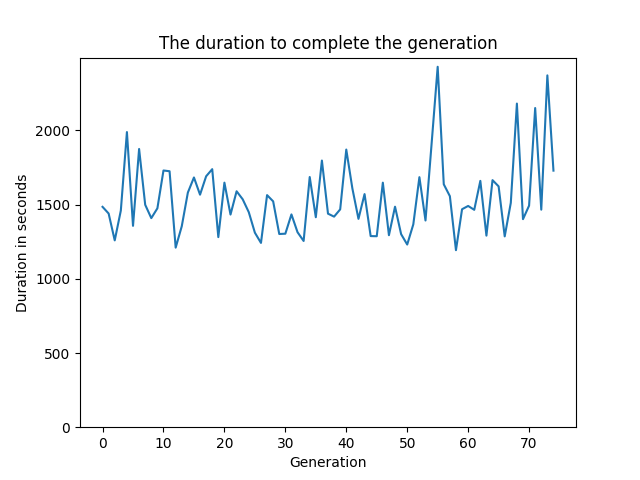 The duration to complete the generation
Duration in seconds
2000
1500
1000
500
0
0 10 20 30 40 50 60 70
Generation